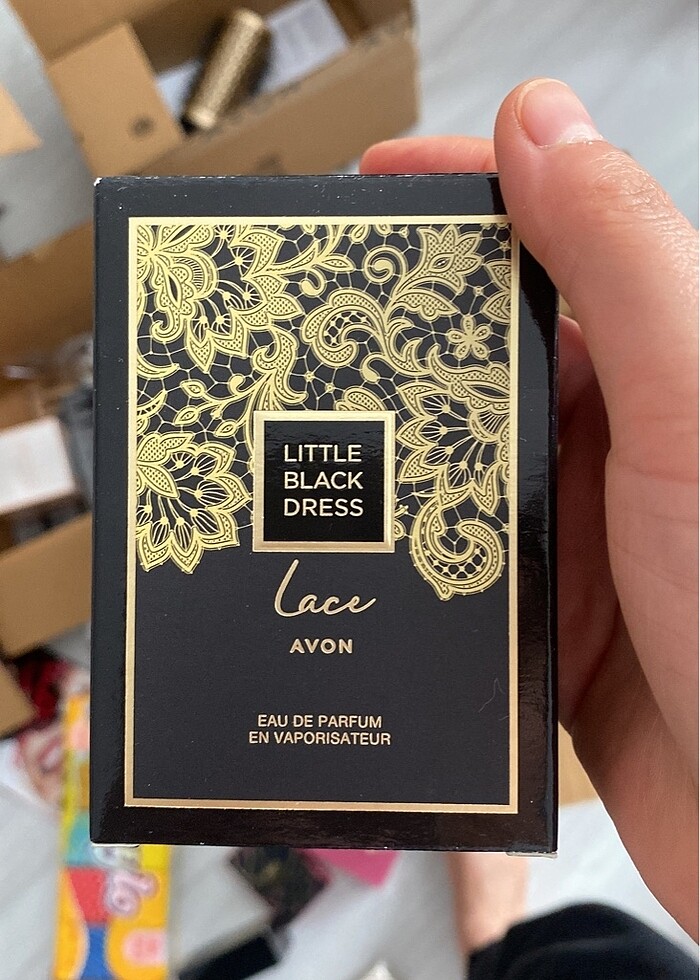 LITTLE
BLACK
DRESS
Lace
AVON
EAU DE PARFUM
EN VAPORISATEUR